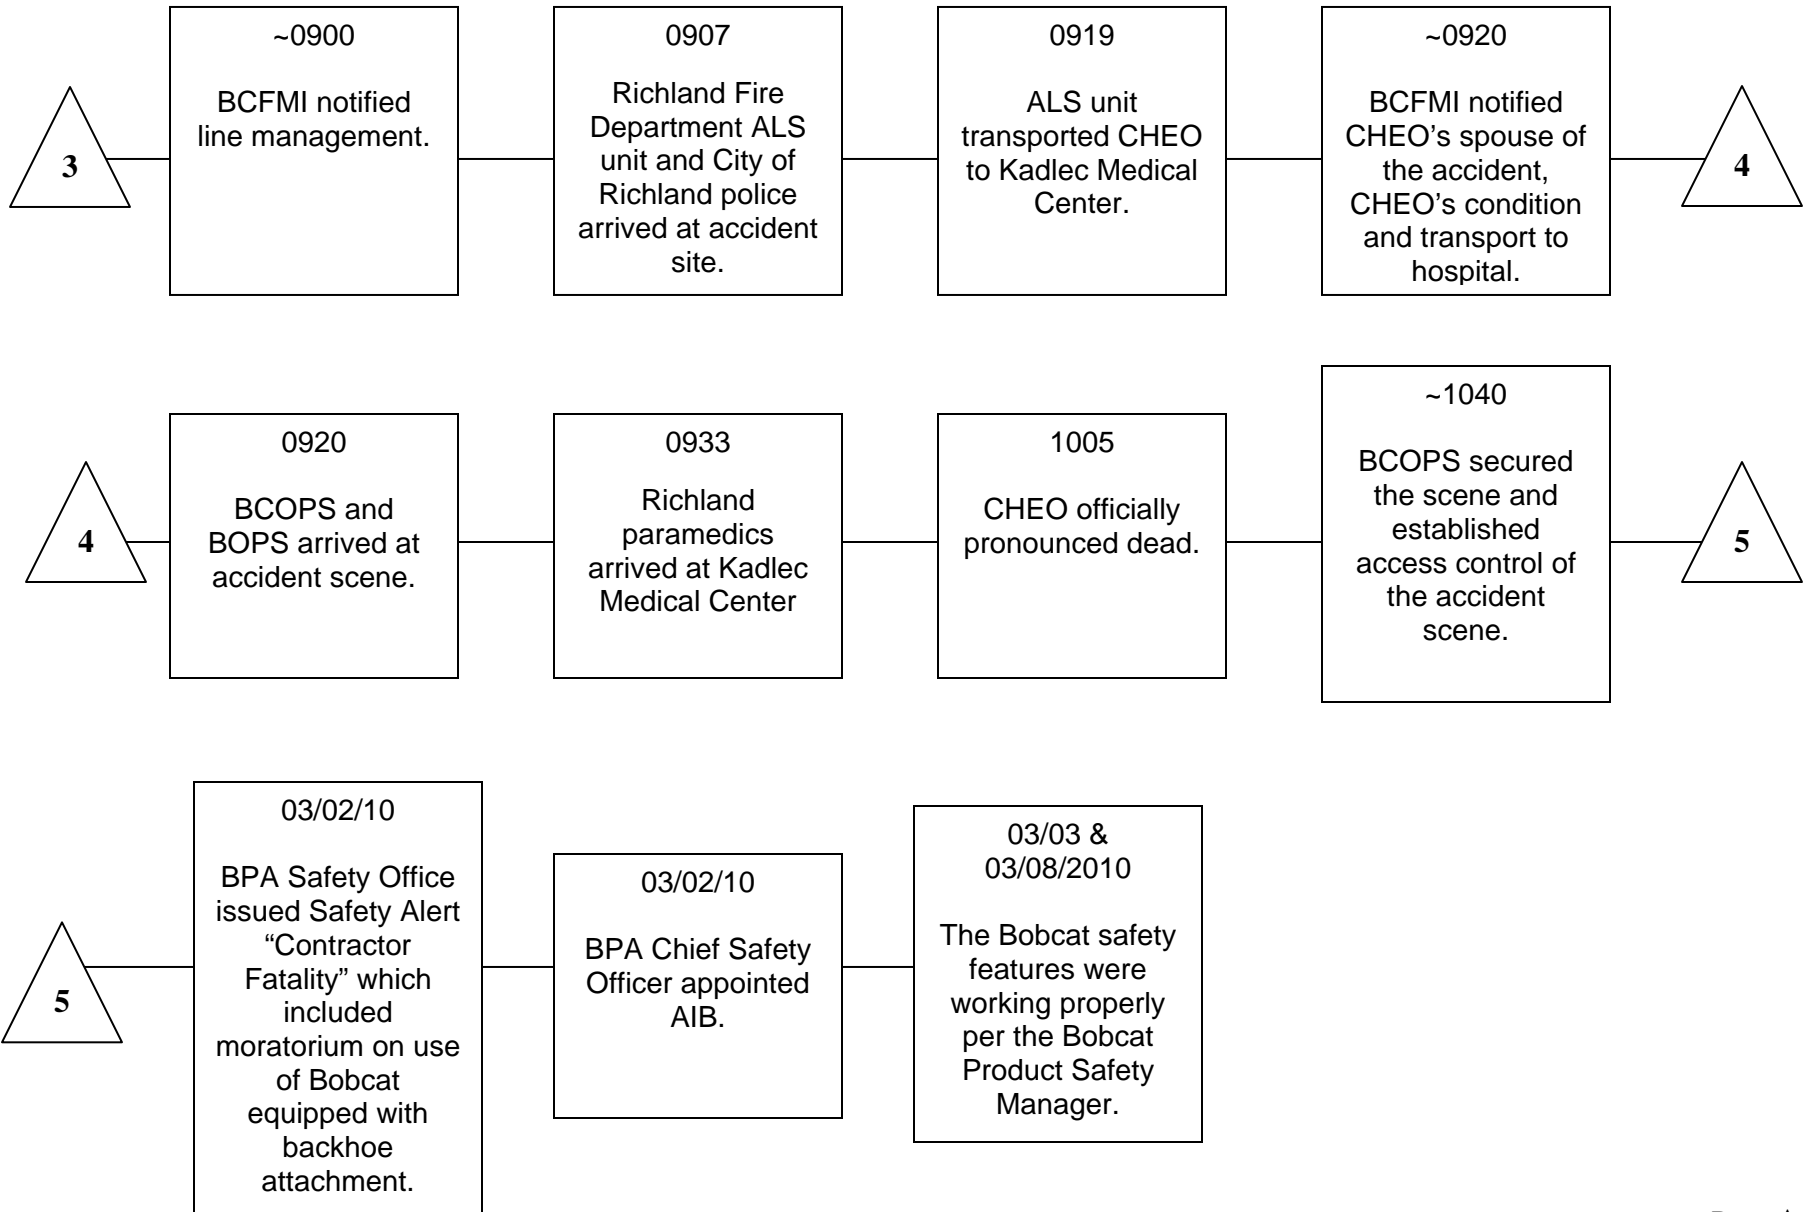 3
~0900
BCFMI notified
line management.
0907
Richland Fire
Department ALS
unit and City of
Richland police
arrived at accident
site.
0919
ALS unit
transported CHEO
to Kadlec Medical
Center.
~0920
BCFMI notified
CHEO’s spouse of
the accident,
CHEO’s condition
and transport to
hospital.
4
4
0920
BCOPS and
BOPS arrived at
accident scene.
0933
Richland
paramedics
arrived at Kadlec
Medical Center
1005
CHEO officially
pronounced dead.
~1040
BCOPS secured
the scene and
established
access control of
the accident
scene.
5
5
03/02/10
BPA Safety Office
issued Safety Alert
“Contractor
Fatality” which
included
moratorium on use
of Bobcat
equipped with
backhoe
attachment.
03/02/10
BPA Chief Safety
Officer appointed
AIB.
03/03 &
03/08/2010
The Bobcat safety
features were
working properly
per the Bobcat
Product Safety
Manager.